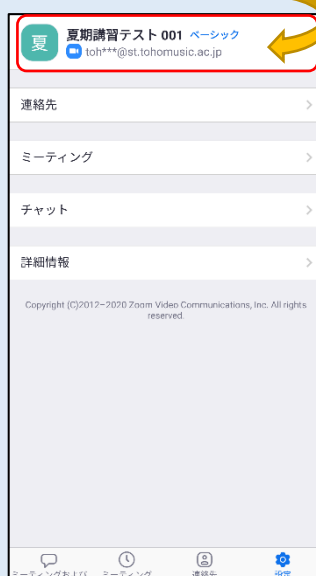 夏
夏期講習テスト 001 ベーシック
toh***@st.tohomusic.ac.jp
連絡先
ミーティング
チャット
詳細情報
Copyright (C)2012-2020 Zoom Video Communications, Inc. All rights
reserved.
ミーティングおよび ミーティング 連絡先 設定